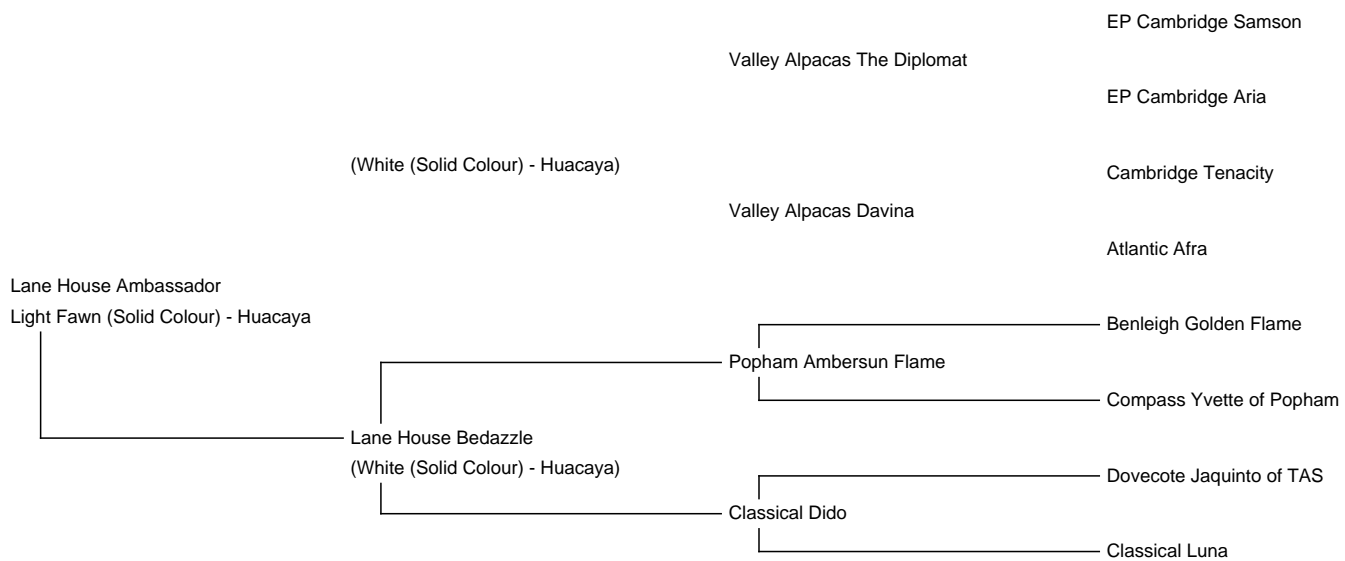 EP Cambridge Samson
Valley Alpacas The Diplomat
EP Cambridge Aria
(White (Solid Colour) - Huacaya)
Cambridge Tenacity
Valley Alpacas Davina
Atlantic Afra
Lane House Ambassador
Light Fawn (Solid Colour) - Huacaya
Benleigh Golden Flame
Popham Ambersun Flame
Compass Yvette of Popham
Lane House Bedazzle
(White (Solid Colour) - Huacaya)
Dovecote Jaquinto of TAS
Classical Dido
Classical Luna